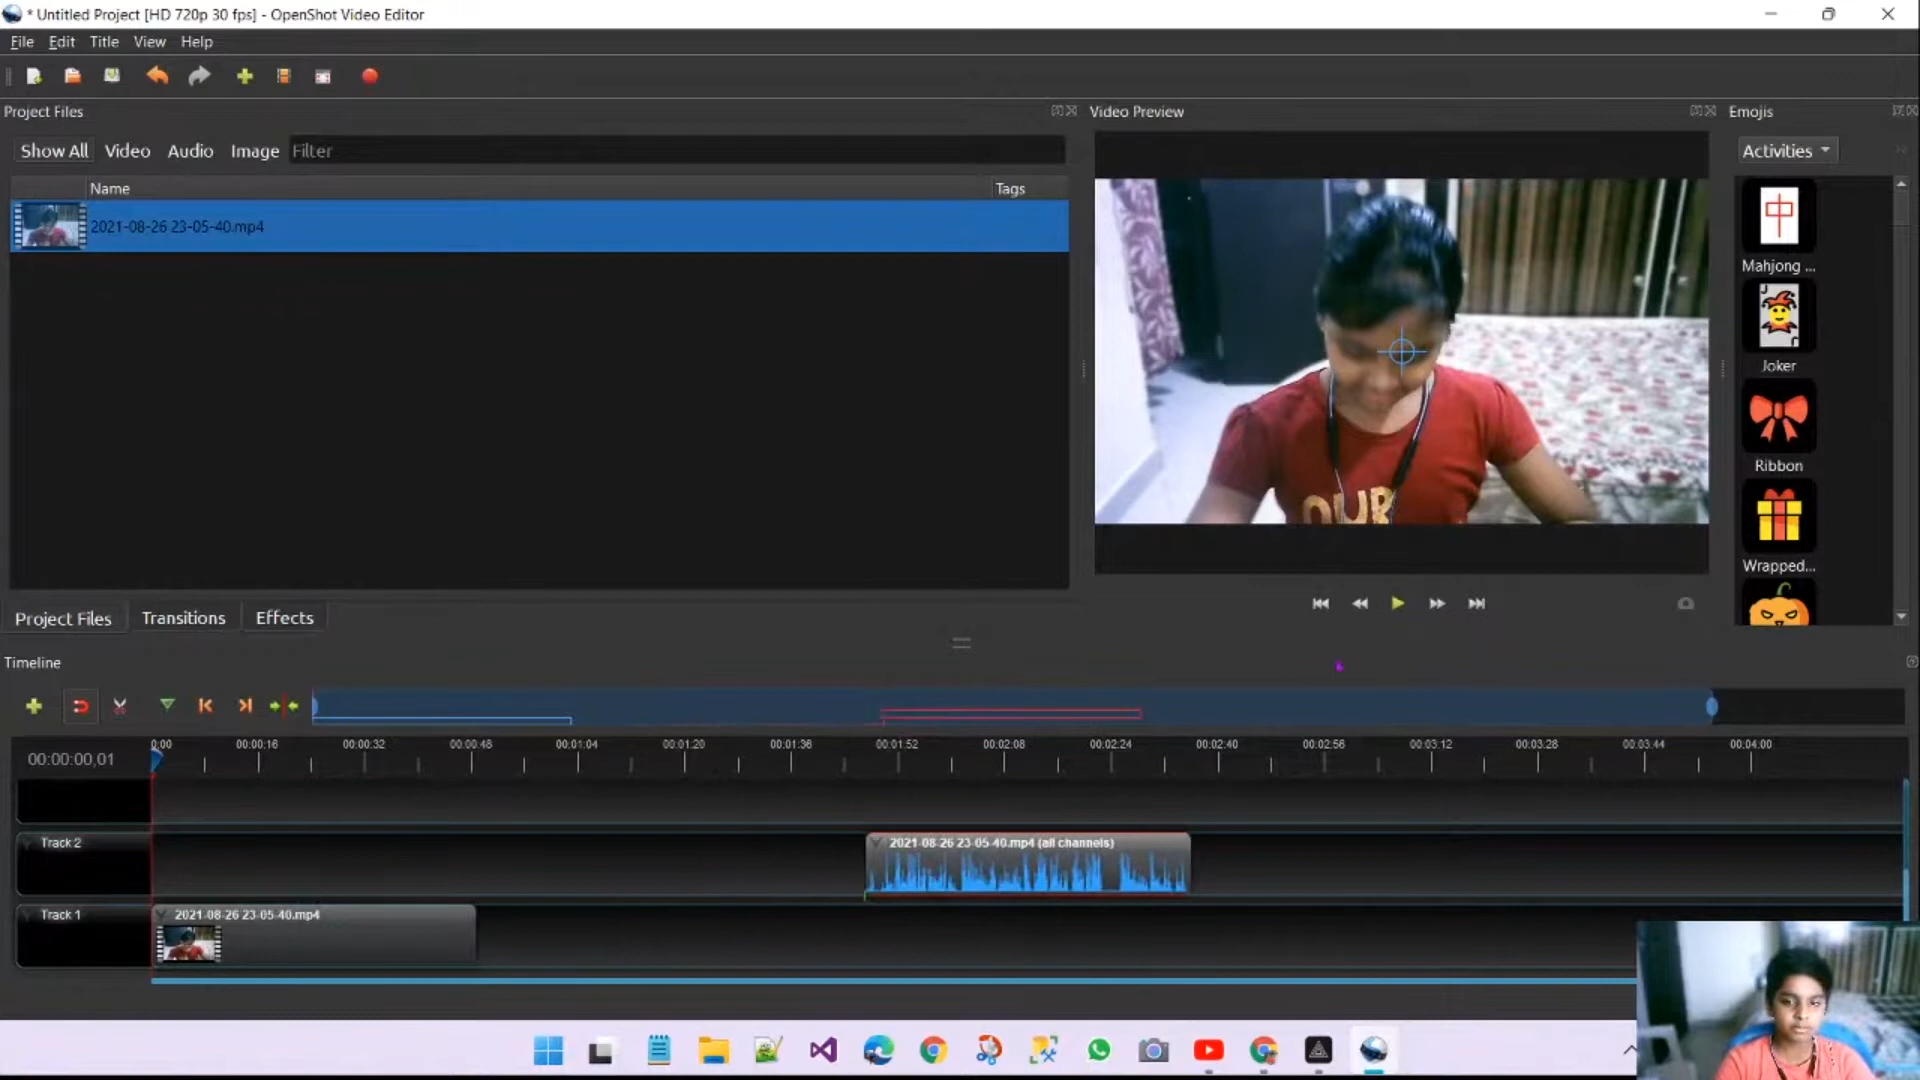 * Untitled Project [HD 720p 30 fps] - OpenShot Video Editor
File Edit Title View Help
Project Files
Video Preview
Emojis
Show All Video Audio Image Filter
Activities
Name Tags
2021-08-26 23-05-40.mp4
Mahjong ...
Joker
Ribbon
Wrapped...
OUR
Project Files Transitions Effects
Timeline
00:00:00,01
0:00 00:00:16 00:00:32 00:00:48 00:01:04 00:01:20 00:01:36 00:01:52 00:02:08 00:02:24 00:02:40 00:02:56 00:03:12 00:03:28 00:03:44 00:04:00
Track 2
2021-08-26 23-05-40.mp4 (all channels)
Track 1
2021-08-26 23-05-40.mp4